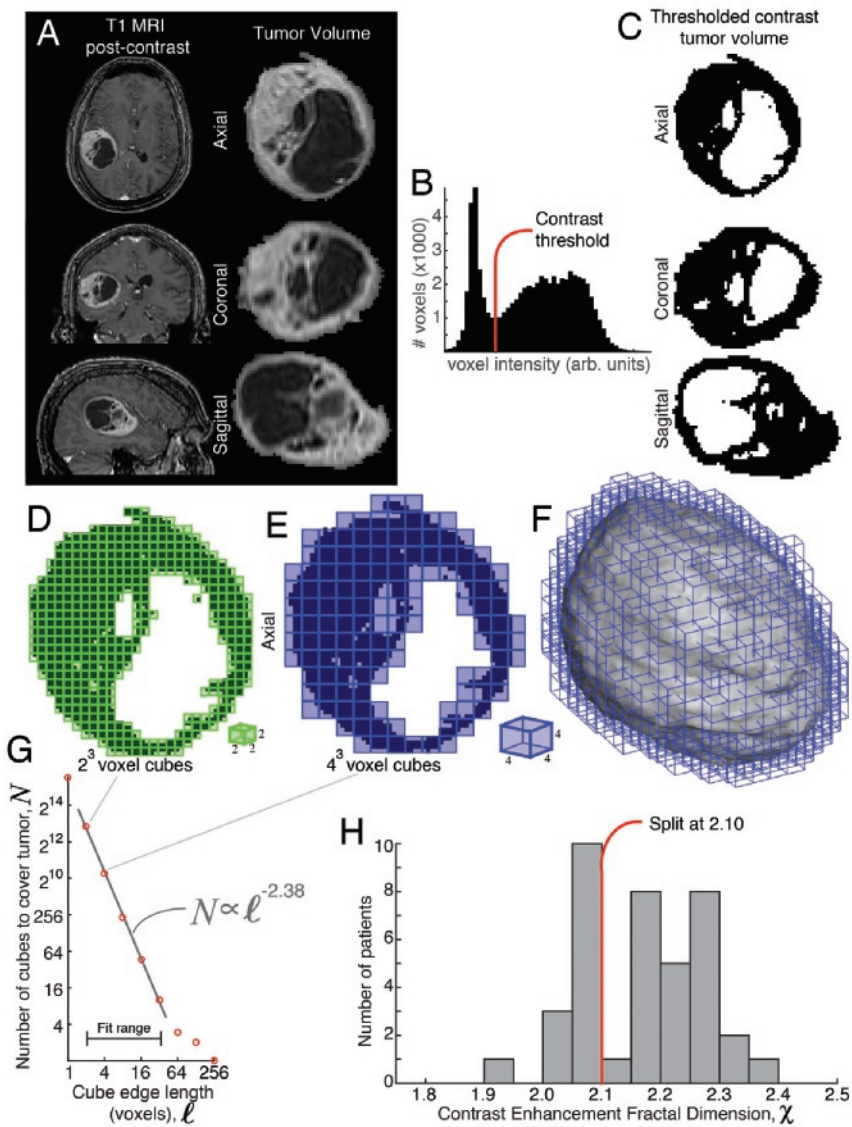 A
T1 MRI
post-contrast
Tumor Volume
Axial
Coronal
Sagittal
B
# voxels (x1000)
4
3
2
1
Contrast
threshold
voxel intensity (arb. units)
C
Thresholded contrast
tumor volume
Axial
Coronal
Sagittal
D
2
2
2
2³ voxel cubes
E
Axial
4
4
4
4³ voxel cubes
F
G
Number of cubes to cover tumor, N
2¹⁴
2¹²
2¹⁰
256
64
16
4
N∝ℓ⁻²·³⁸
Fit range
1 4 16 64 256
Cube edge length
(voxels), ℓ
H
Split at 2.10
Number of patients
10
8
6
4
2
0
1.8 1.9 2.0 2.1 2.2 2.3 2.4 2.5
Contrast Enhancement Fractal Dimension, χ